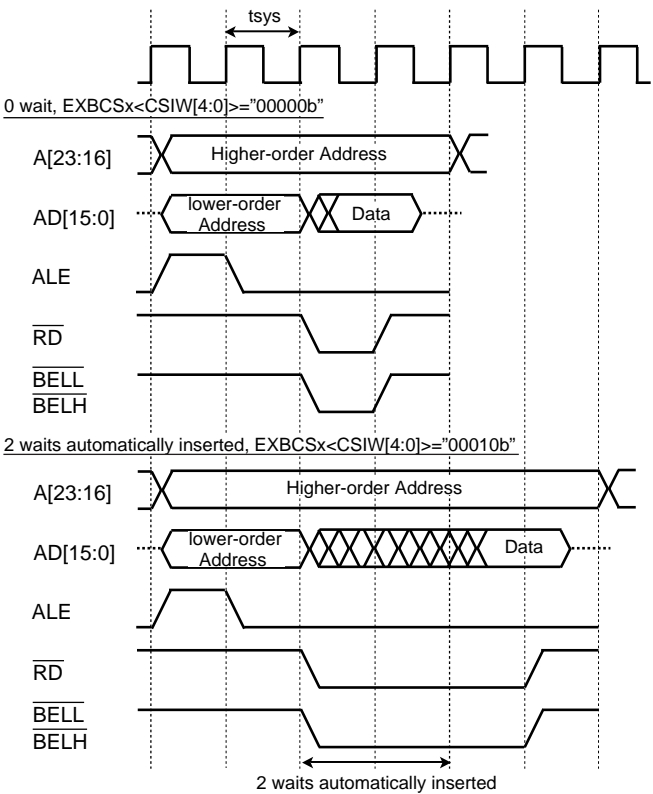 tsys
0 wait, EXBCSx<CSIW[4:0]>=”00000b”
A[23:16]
Higher-order Address
AD[15:0]
lower-order
Address
Data
ALE
RD
BELL
BELH
2 waits automatically inserted, EXBCSx<CSIW[4:0]>=”00010b”
A[23:16]
Higher-order Address
AD[15:0]
lower-order
Address
Data
ALE
RD
BELL
BELH
2 waits automatically inserted